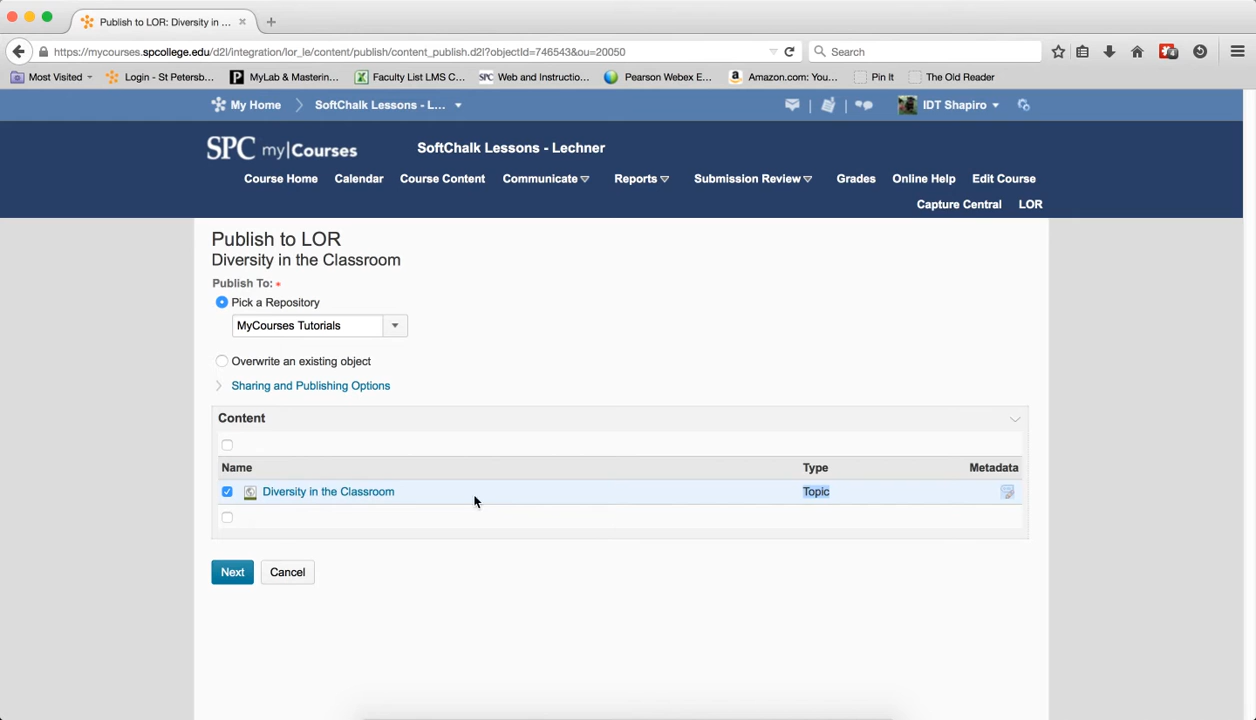 Publish to LOR: Diversity in ...
https://mycourses.spcollege.edu/d2l/integration/lor_le/content/publish/content_publish.d2l?objectId=746543&ou=20050
Search
Most Visited
Login - St Petersb...
MyLab & Mastering...
Faculty List LMS C...
Web and Instructio...
Pearson Webex E...
Amazon.com: You...
Pin It
The Old Reader
My Home
SoftChalk Lessons - L...
IDT Shapiro
SPC my|Courses
SoftChalk Lessons - Lechner
Course Home
Calendar
Course Content
Communicate
Reports
Submission Review
Grades
Online Help
Edit Course
Capture Central
LOR
Publish to LOR
Diversity in the Classroom
Publish To: *
Pick a Repository
MyCourses Tutorials
Overwrite an existing object
Sharing and Publishing Options
Content
Name
Type
Metadata
Diversity in the Classroom
Topic
Next
Cancel